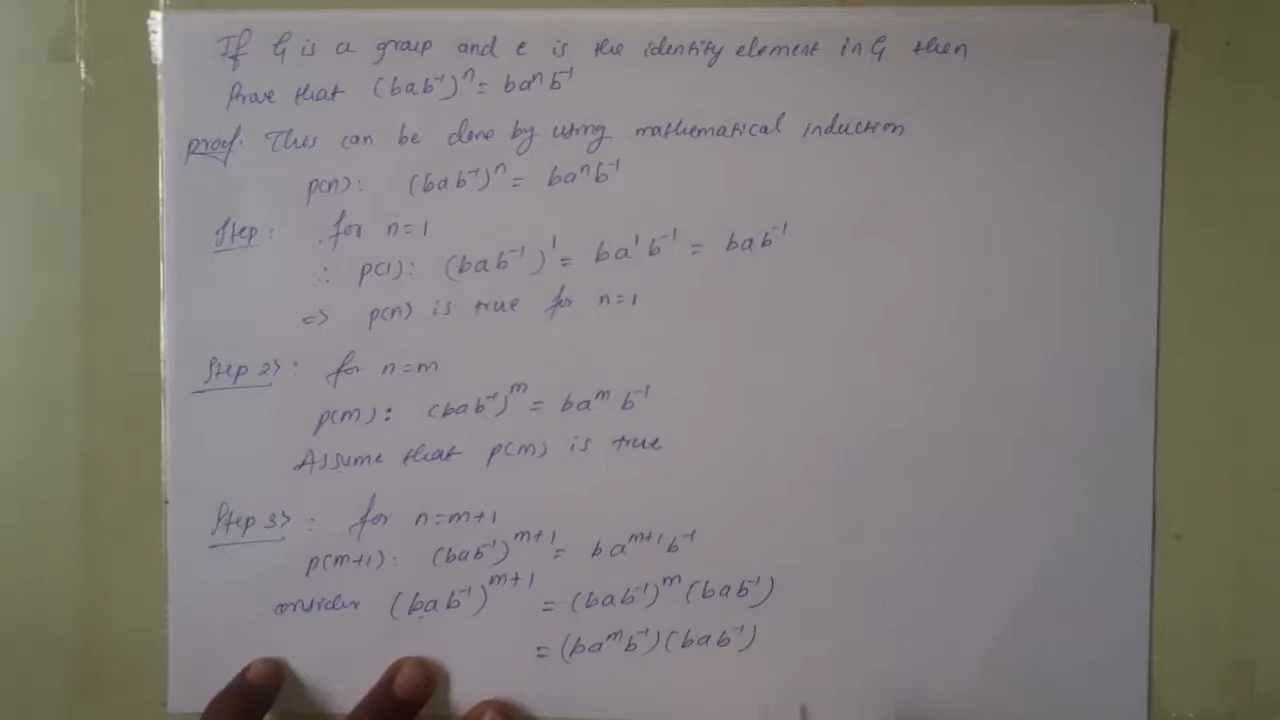 If G is a group and e is the identity element in G then
Prove that (bab⁻¹)ⁿ = baⁿb⁻¹
proof. This can be done by using mathematical induction
p(n): (bab⁻¹)ⁿ = baⁿb⁻¹
Step: for n=1
∴ p(1): (bab⁻¹)¹ = ba¹b⁻¹ = bab⁻¹
=> p(n) is true for n=1
Step 2>: for n=m
p(m): (bab⁻¹)ᵐ = baᵐb⁻¹
Assume that p(m) is true
Step 3>: for n=m+1
p(m+1): (bab⁻¹)ᵐ⁺¹ = baᵐ⁺¹b⁻¹
consider (bab⁻¹)ᵐ⁺¹ = (bab⁻¹)ᵐ(bab⁻¹)
= (baᵐb⁻¹)(bab⁻¹)